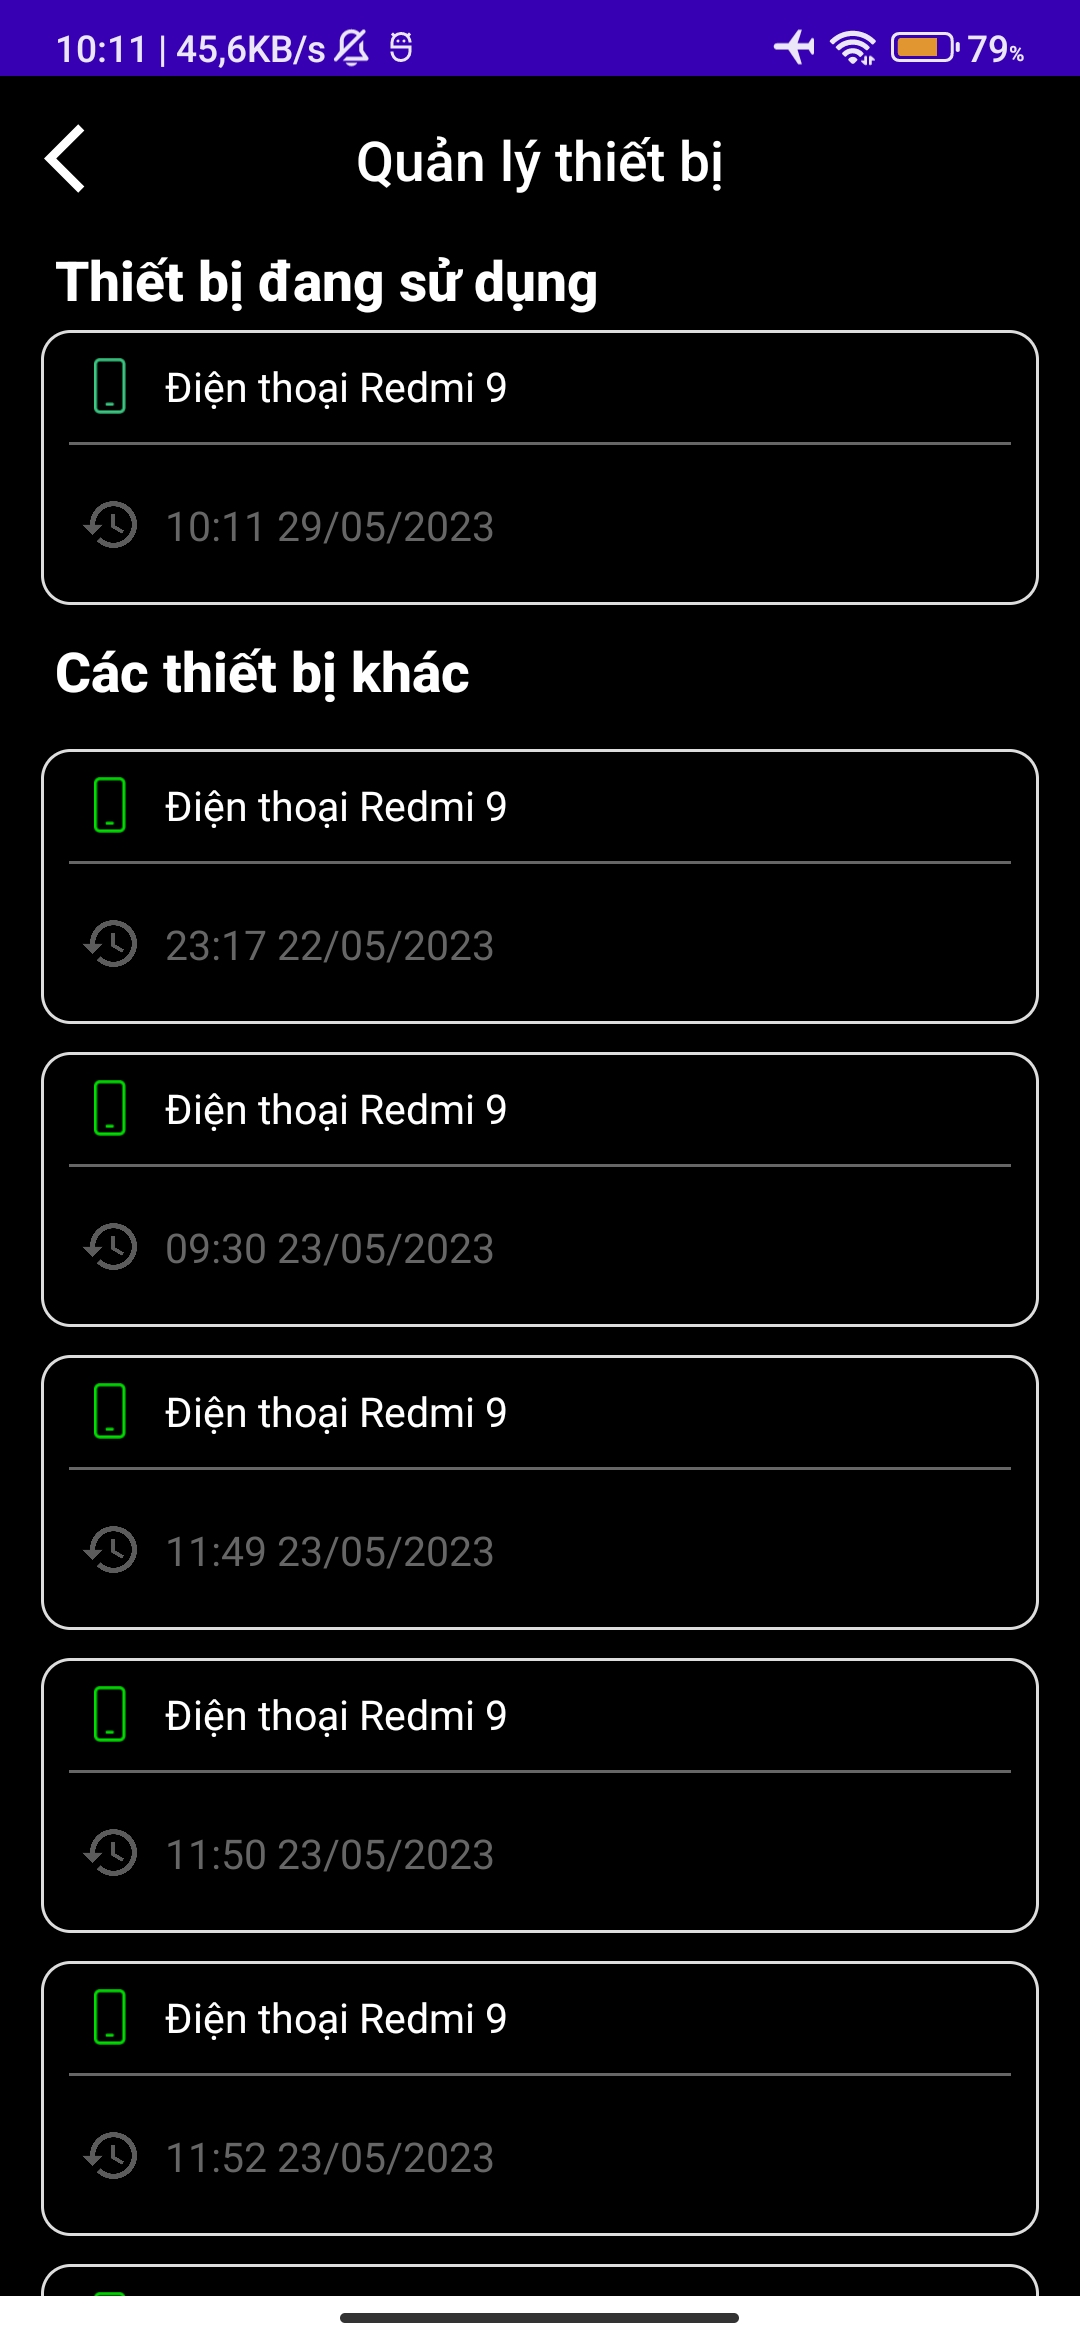 10:11 | 45,6KB/s 79%
Quản lý thiết bị
Thiết bị đang sử dụng
Điện thoại Redmi 9
10:11 29/05/2023
Các thiết bị khác
Điện thoại Redmi 9
23:17 22/05/2023
Điện thoại Redmi 9
09:30 23/05/2023
Điện thoại Redmi 9
11:49 23/05/2023
Điện thoại Redmi 9
11:50 23/05/2023
Điện thoại Redmi 9
11:52 23/05/2023